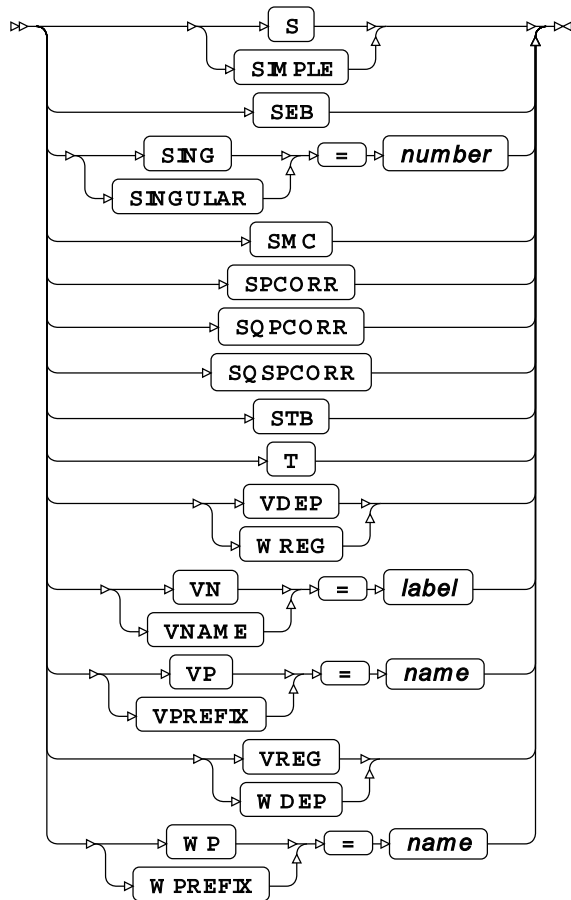 S
SIMPLE
SEB
SING = number
SINGULAR
SMC
SPCORR
SQPCORR
SQSPCORR
STB
T
VDEP
WREG
VN = label
VNAME
VP = name
VPREFIX
VREG
WDEP
WP = name
WPREFIX